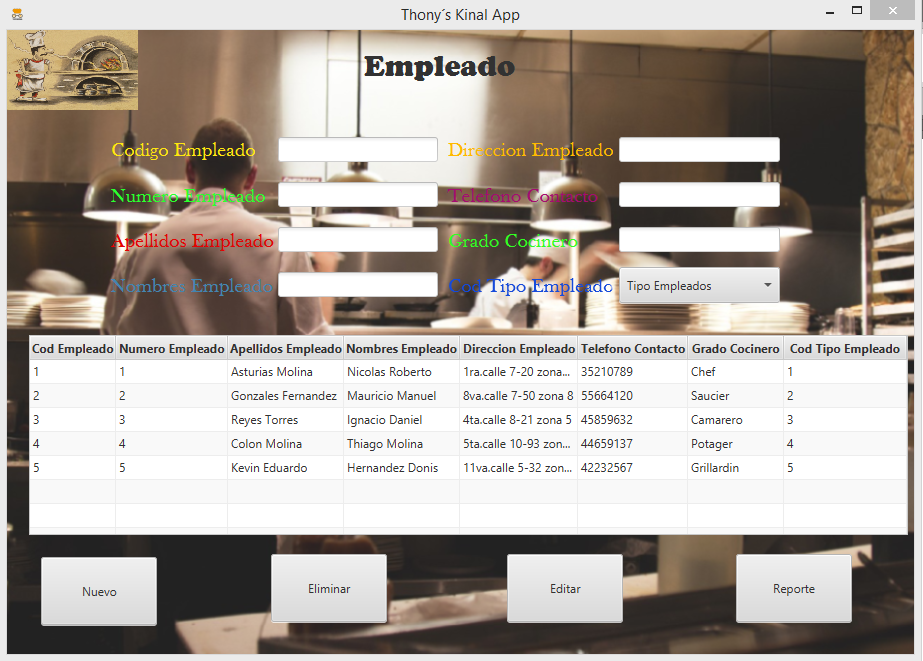 Thony´s Kinal App
Empleado
Codigo Empleado Direccion Empleado
Numero Empleado Telefono Contacto
Apellidos Empleado Grado Cocinero
Nombres Empleado Cod Tipo Empleado Tipo Empleados
Cod Empleado Numero Empleado Apellidos Empleado Nombres Empleado Direccion Empleado Telefono Contacto Grado Cocinero Cod Tipo Empleado
1 1 Asturias Molina Nicolas Roberto 1ra.calle 7-20 zona... 35210789 Chef 1
2 2 Gonzales Fernandez Mauricio Manuel 8va.calle 7-50 zona 8 55664120 Saucier 2
3 3 Reyes Torres Ignacio Daniel 4ta.calle 8-21 zona 5 45859632 Camarero 3
4 4 Colon Molina Thiago Molina 5ta.calle 10-93 zon... 44659137 Potager 4
5 5 Kevin Eduardo Hernandez Donis 11va.calle 5-32 zon... 42232567 Grillardin 5
Nuevo Eliminar Editar Reporte